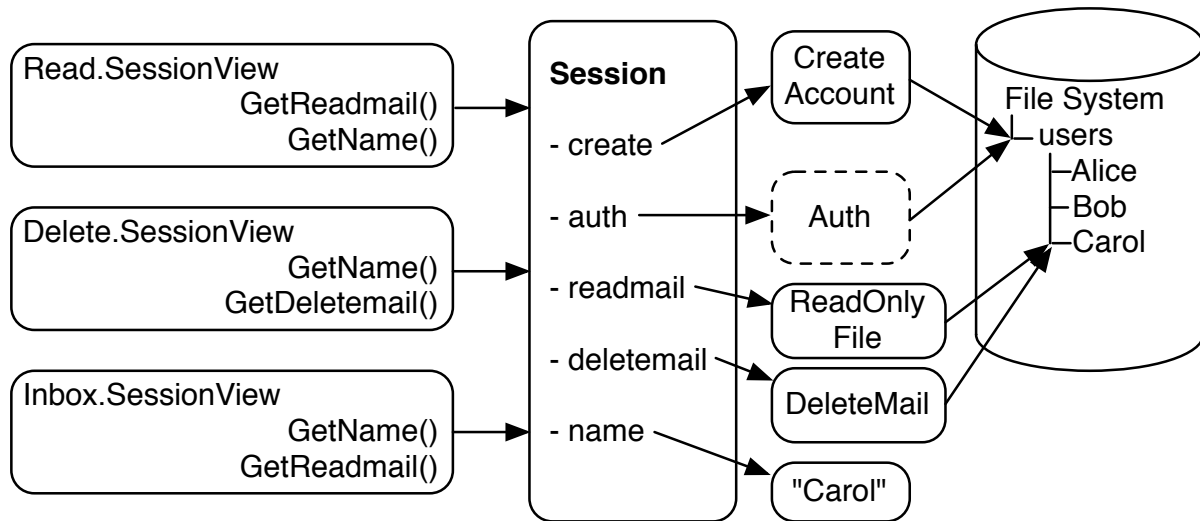 Read.SessionView
GetReadmail()
GetName()
Delete.SessionView
GetName()
GetDeletemail()
Inbox.SessionView
GetName()
GetReadmail()
Session
- create
- auth
- readmail
- deletemail
- name
Create
Account
Auth
ReadOnly
File
DeleteMail
"Carol"
File System
users
Alice
Bob
Carol